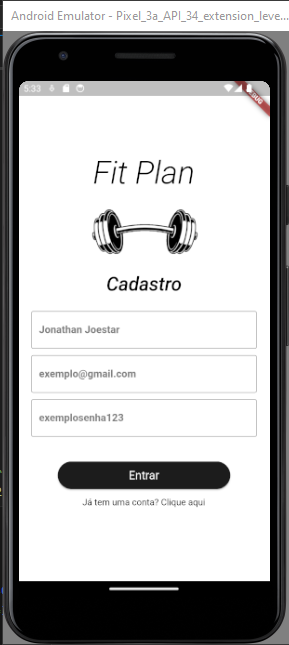 Android Emulator - Pixel_3a_API_34_extension_leve...
5:33
DEBUG
Fit Plan
Cadastro
Jonathan Joestar
exemplo@gmail.com
exemplosenha123
Entrar
Já tem uma conta? Clique aqui